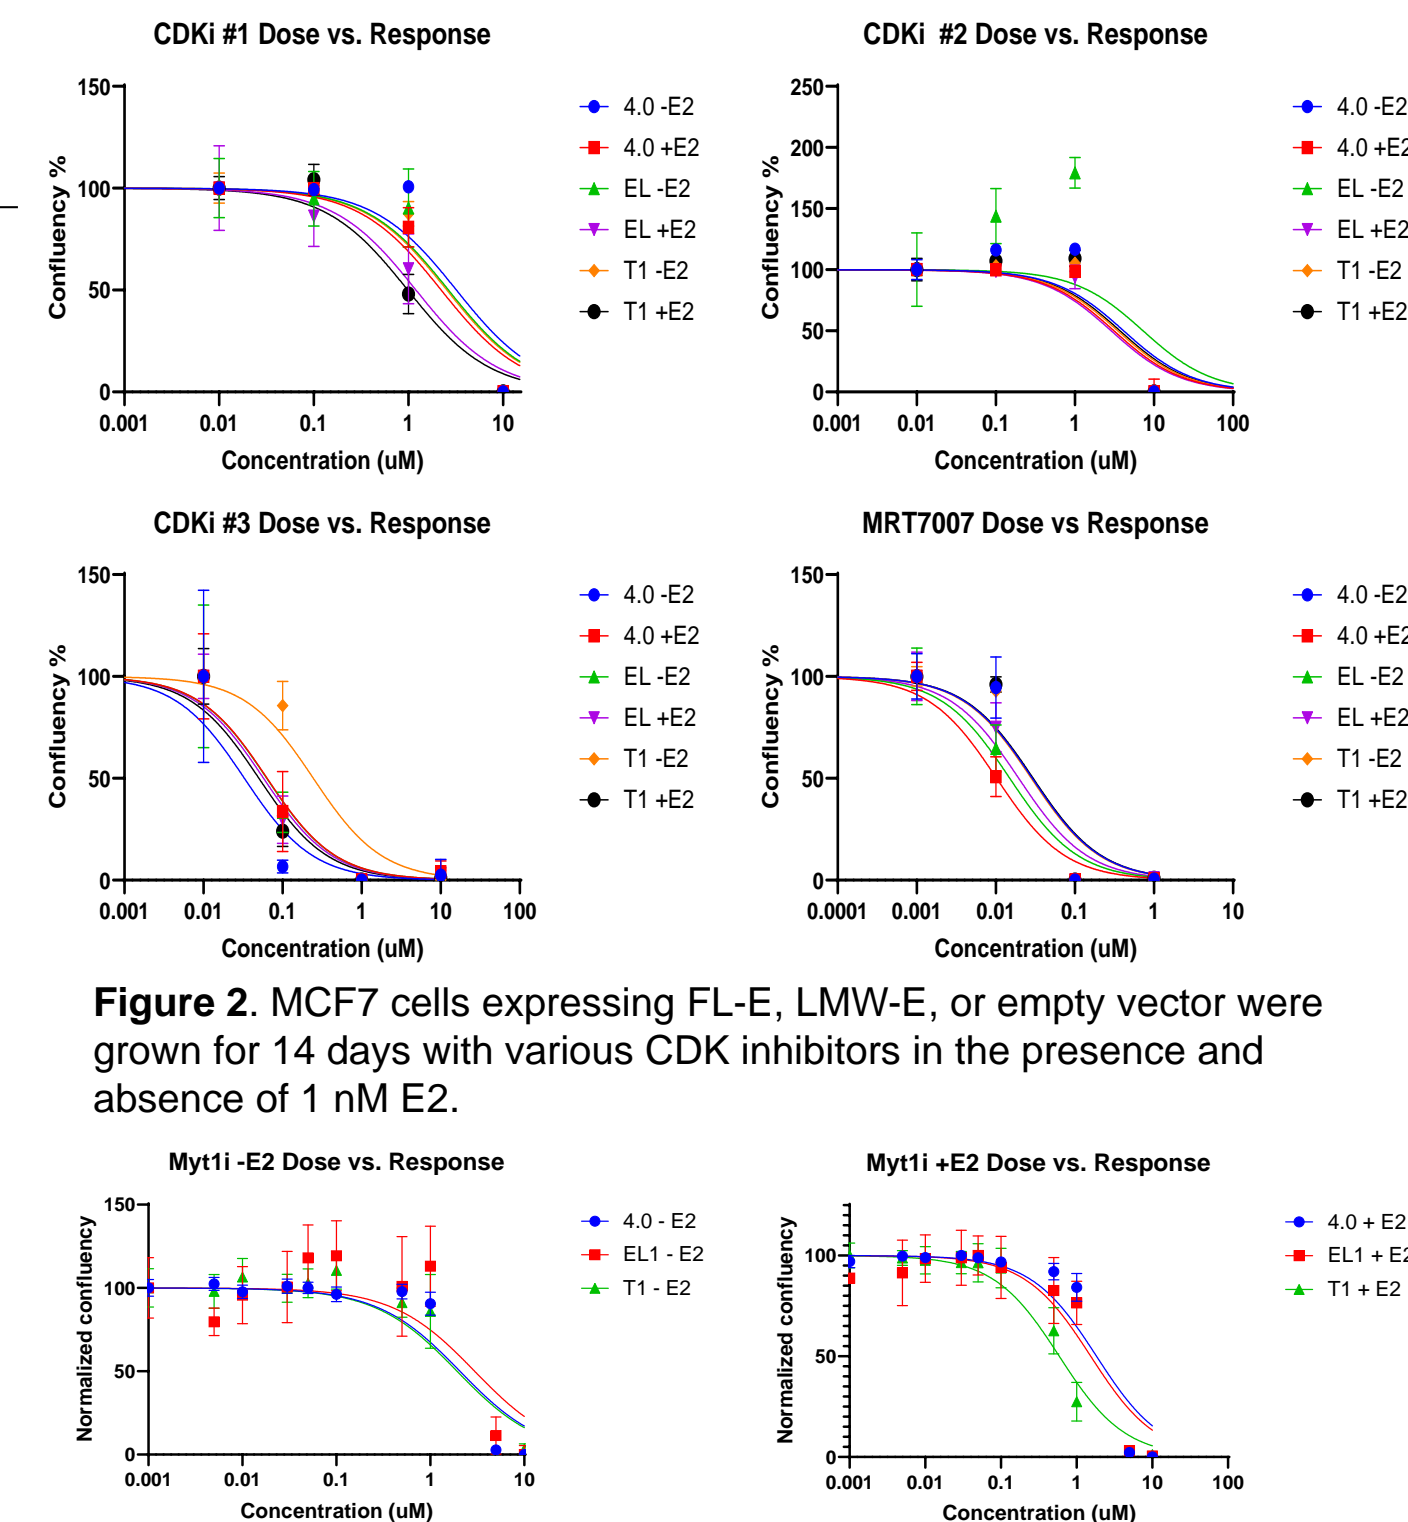 CDKi #1 Dose vs. Response
150
100
50
0
Confluency %
0.001 0.01 0.1 1 10
Concentration (uM)
4.0 -E2
4.0 +E2
EL -E2
EL +E2
T1 -E2
T1 +E2
CDKi #2 Dose vs. Response
250
200
150
100
50
0
Confluency %
0.001 0.01 0.1 1 10 100
Concentration (uM)
4.0 -E2
4.0 +E2
EL -E2
EL +E2
T1 -E2
T1 +E2
CDKi #3 Dose vs. Response
150
100
50
0
Confluency %
0.001 0.01 0.1 1 10 100
Concentration (uM)
4.0 -E2
4.0 +E2
EL -E2
EL +E2
T1 -E2
T1 +E2
MRT7007 Dose vs Response
150
100
50
0
Confluency %
0.0001 0.001 0.01 0.1 1 10
Concentration (uM)
4.0 -E2
4.0 +E2
EL -E2
EL +E2
T1 -E2
T1 +E2
Figure 2. MCF7 cells expressing FL-E, LMW-E, or empty vector were
grown for 14 days with various CDK inhibitors in the presence and
absence of 1 nM E2.
Myt1i -E2 Dose vs. Response
150
100
50
0
Normalized confluency
0.001 0.01 0.1 1 10
Concentration (uM)
4.0 - E2
EL1 - E2
T1 - E2
Myt1i +E2 Dose vs. Response
100
50
0
Normalized confluency
0.001 0.01 0.1 1 10 100
Concentration (uM)
4.0 + E2
EL1 + E2
T1 + E2